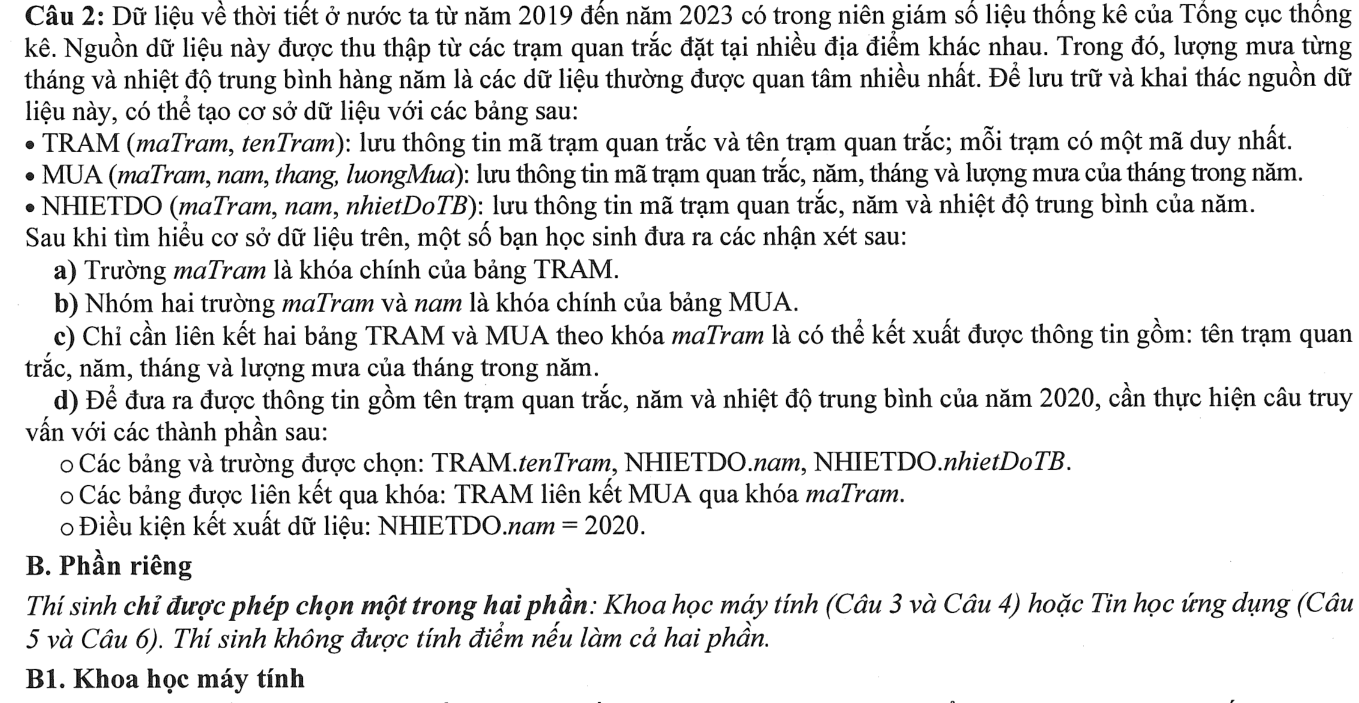 Câu 2: Dữ liệu về thời tiết ở nước ta từ năm 2019 đến năm 2023 có trong niên giám số liệu thống kê của Tổng cục thống
kê. Nguồn dữ liệu này được thu thập từ các trạm quan trắc đặt tại nhiều địa điểm khác nhau. Trong đó, lượng mưa từng
tháng và nhiệt độ trung bình hàng năm là các dữ liệu thường được quan tâm nhiều nhất. Để lưu trữ và khai thác nguồn dữ
liệu này, có thể tạo cơ sở dữ liệu với các bảng sau:
• TRAM (maTram, tenTram): lưu thông tin mã trạm quan trắc và tên trạm quan trắc; mỗi trạm có một mã duy nhất.
• MUA (maTram, nam, thang, luongMua): lưu thông tin mã trạm quan trắc, năm, tháng và lượng mưa của tháng trong năm.
• NHIETDO (maTram, nam, nhietDoTB): lưu thông tin mã trạm quan trắc, năm và nhiệt độ trung bình của năm.
Sau khi tìm hiểu cơ sở dữ liệu trên, một số bạn học sinh đưa ra các nhận xét sau:
a) Trường maTram là khóa chính của bảng TRAM.
b) Nhóm hai trường maTram và nam là khóa chính của bảng MUA.
c) Chỉ cần liên kết hai bảng TRAM và MUA theo khóa maTram là có thể kết xuất được thông tin gồm: tên trạm quan
trắc, năm, tháng và lượng mưa của tháng trong năm.
d) Để đưa ra được thông tin gồm tên trạm quan trắc, năm và nhiệt độ trung bình của năm 2020, cần thực hiện câu truy
vấn với các thành phần sau:
○ Các bảng và trường được chọn: TRAM.tenTram, NHIETDO.nam, NHIETDO.nhietDoTB.
○ Các bảng được liên kết qua khóa: TRAM liên kết MUA qua khóa maTram.
○ Điều kiện kết xuất dữ liệu: NHIETDO.nam = 2020.
B. Phần riêng
Thí sinh chỉ được phép chọn một trong hai phần: Khoa học máy tính (Câu 3 và Câu 4) hoặc Tin học ứng dụng (Câu
5 và Câu 6). Thí sinh không được tính điểm nếu làm cả hai phần.
B1. Khoa học máy tính